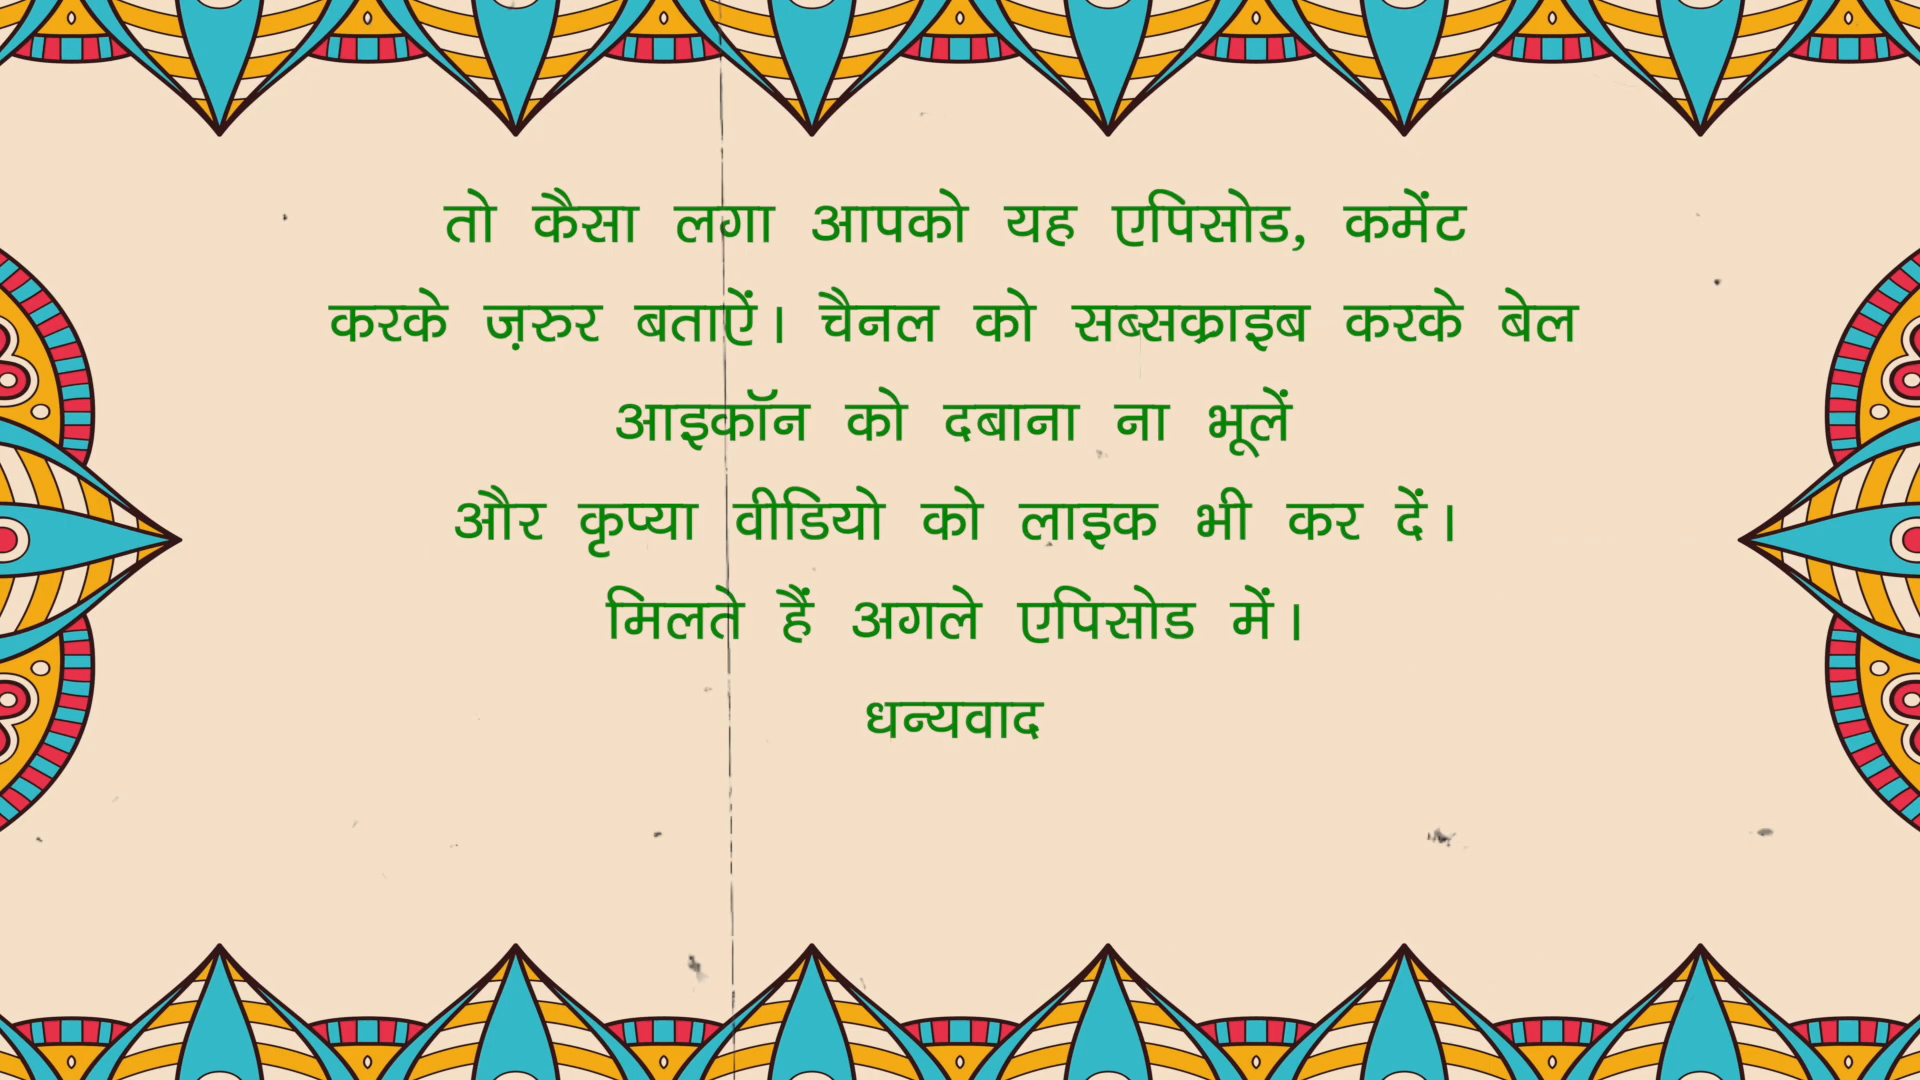 तो कैसा लगा आपको यह एपिसोड, कमेंट
करके ज़रुर बताऐं। चैनल को सब्सक्राइब करके बेल
आइकॉन को दबाना ना भूलें
और कृप्या वीडियो को लाइक भी कर दें।
मिलते हैं अगले एपिसोड में।
धन्यवाद